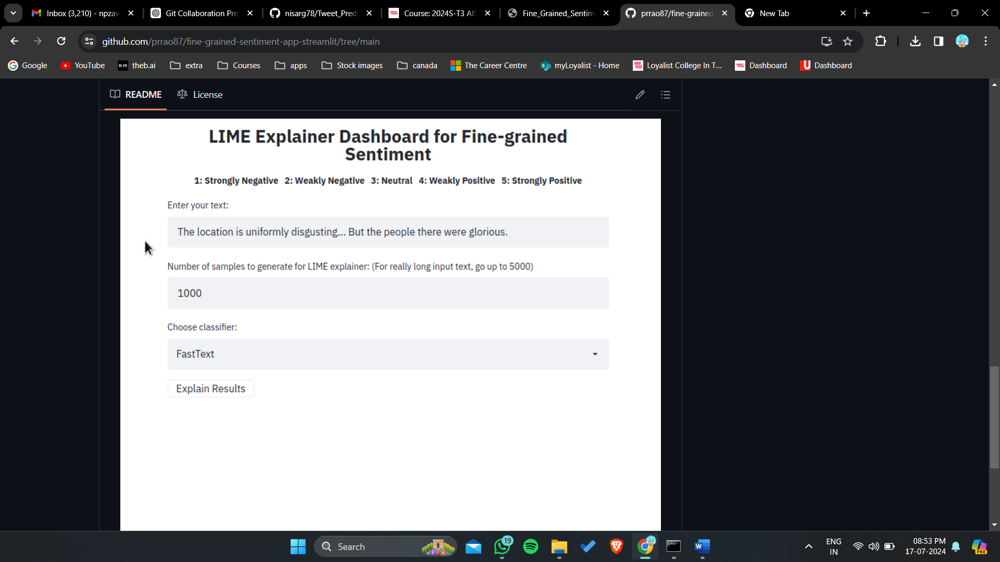 Inbox (3,210) - npzav
Git Collaboration Pre
nisarg78/Tweet_Predi
Course: 2024S-T3 AIS
Fine_Grained_Sentim
prrao87/fine-grained
New Tab
github.com/prrao87/fine-grained-sentiment-app-streamlit/tree/main
Google
YouTube
B AI
theb.ai
extra
Courses
apps
Stock images
canada
The Career Centre
myLoyalist - Home
Loyalist College In T...
Dashboard
Dashboard
README
License
LIME Explainer Dashboard for Fine-grained
Sentiment
1: Strongly Negative 2: Weakly Negative 3: Neutral 4: Weakly Positive 5: Strongly Positive
Enter your text:
The location is uniformly disgusting... But the people there were glorious.
Number of samples to generate for LIME explainer: (For really long input text, go up to 5000)
1000
Choose classifier:
FastText
Explain Results
Search
19
ENG
IN
08:53 PM
17-07-2024
PRE